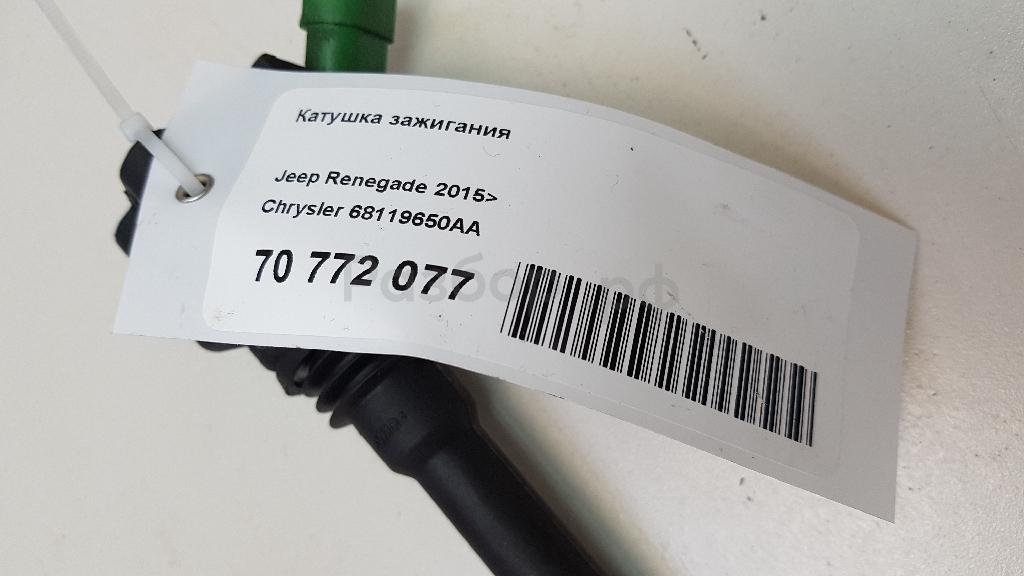 Катушка зажигания
Jeep Renegade 2015>
Chrysler 68119650AA
70 772 077